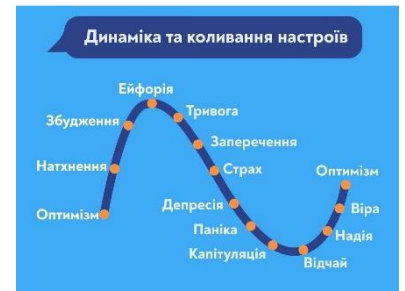 Динаміка та коливання настроїв
Ейфорія
Збудження
Тривога
Заперечення
Натхнення
Страх
Оптимізм
Депресія
Оптимізм
Віра
Паніка
Надія
Капітуляція
Відчай